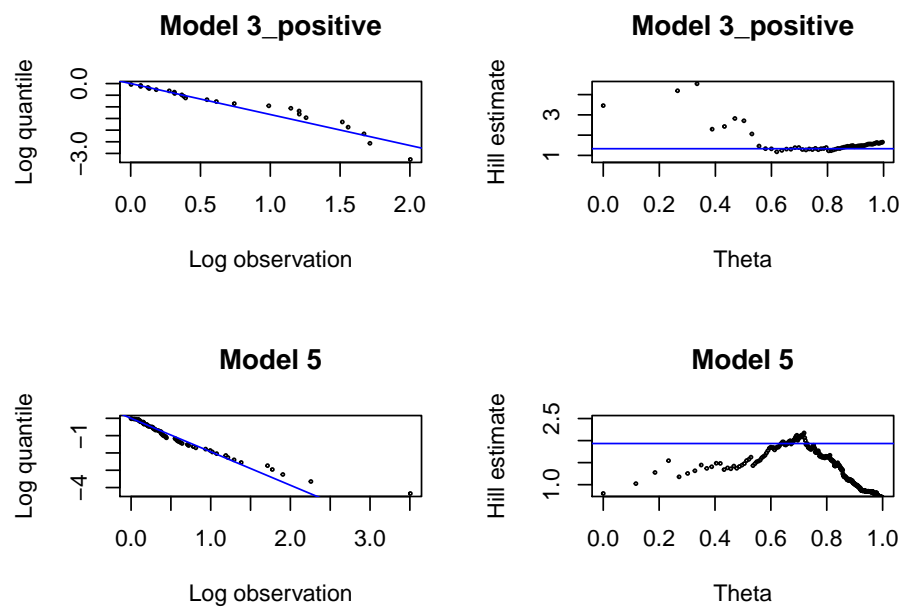 Model 3_positive
Log quantile
0.0
−3.0
0.0 0.5 1.0 1.5 2.0
Log observation
Model 3_positive
Hill estimate
3
1
0.0 0.2 0.4 0.6 0.8 1.0
Theta
Model 5
Log quantile
−1
−4
0.0 1.0 2.0 3.0
Log observation
Model 5
Hill estimate
2.5
1.0
0.0 0.2 0.4 0.6 0.8 1.0
Theta